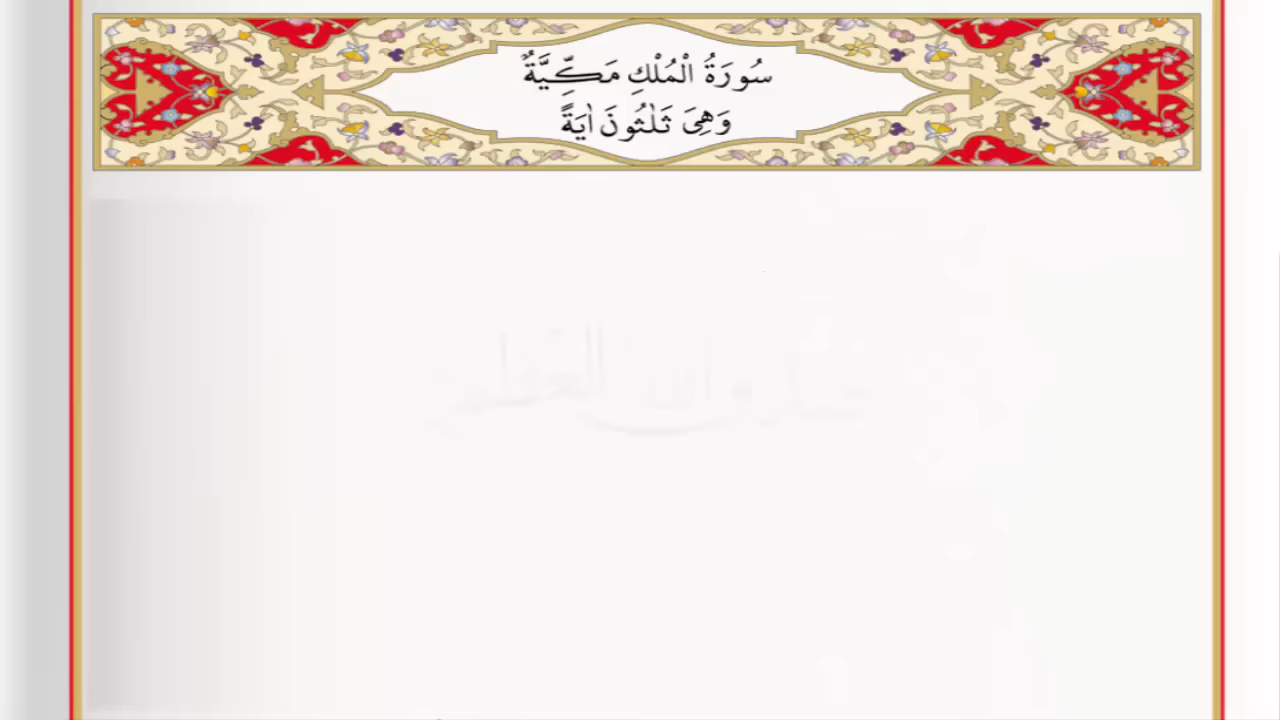 سُورَةُ الْمُلْكِ مَكِّيَّةٌ
وَهِيَ ثَلٰثُونَ اٰيَةً